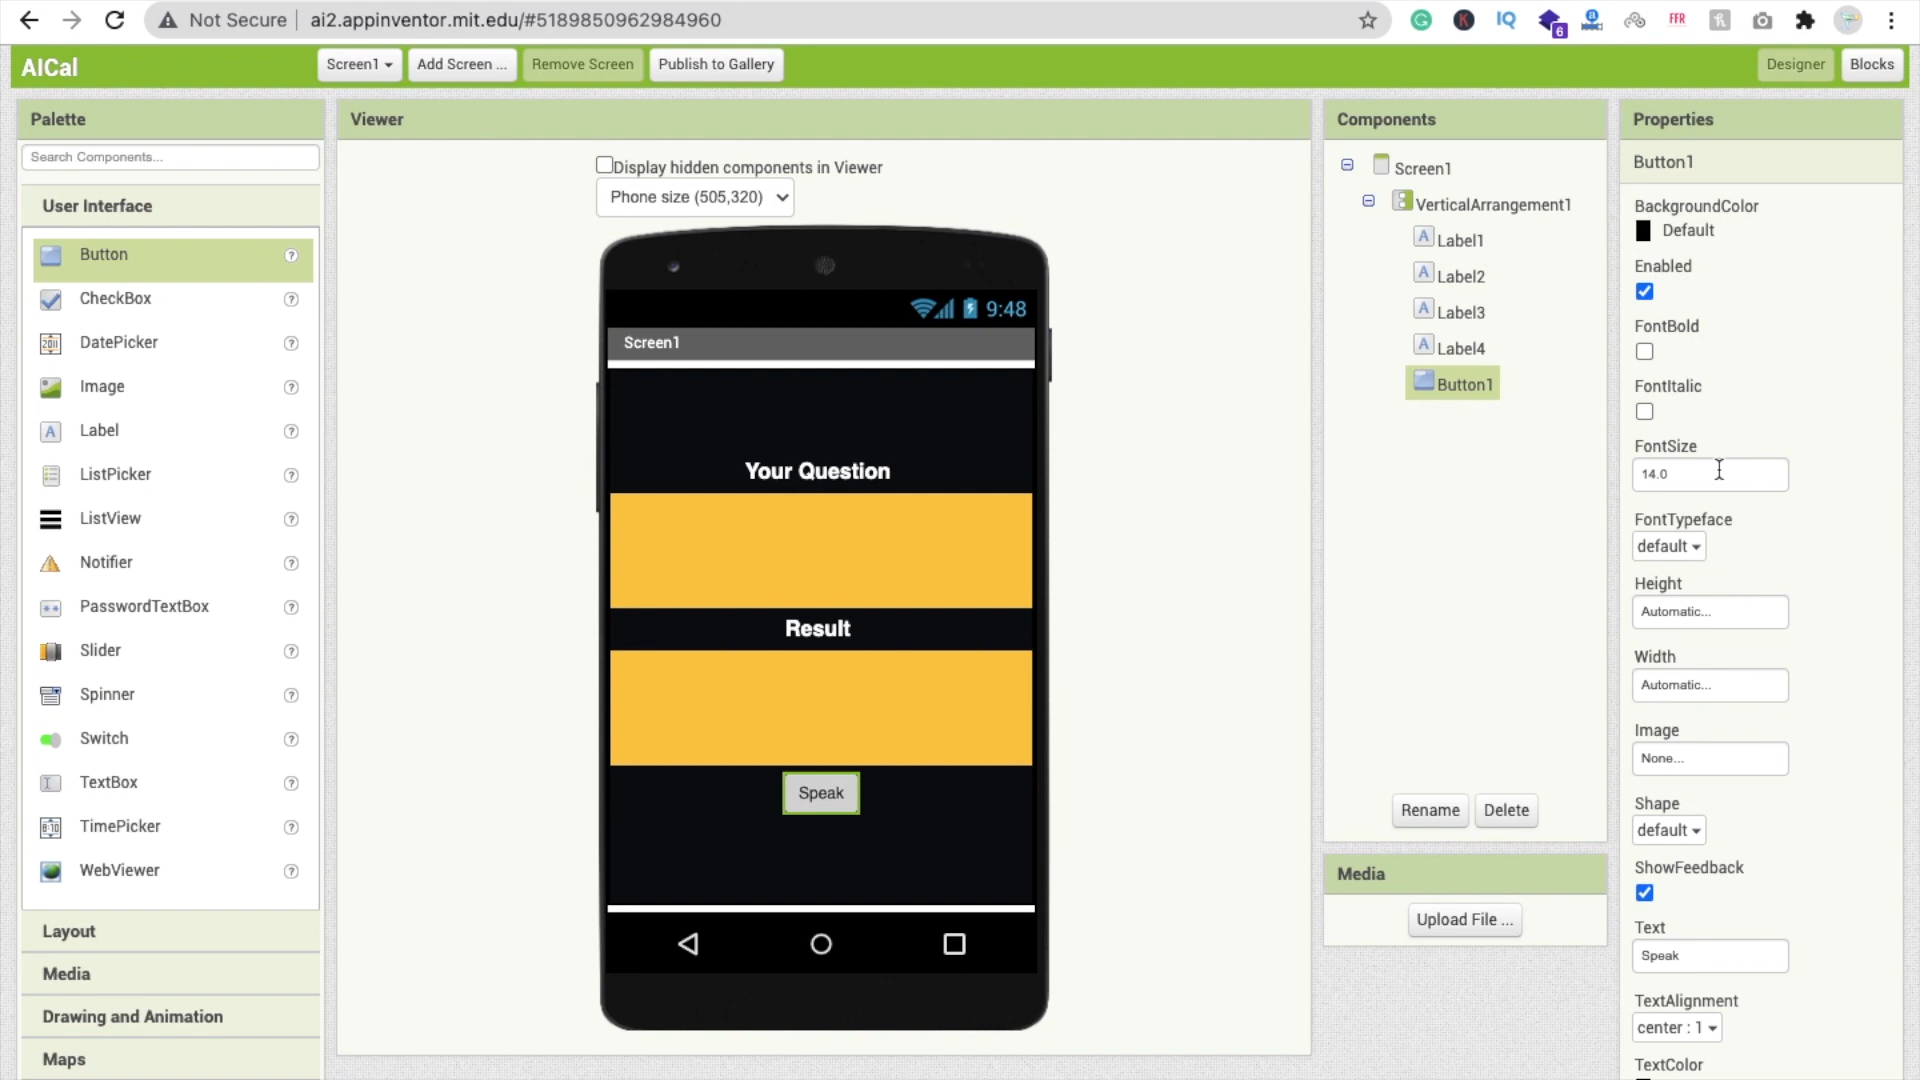 Not Secure
ai2.appinventor.mit.edu/#5189850962984960
IQ
6
a
FFR
AICal
Screen1
Add Screen ...
Remove Screen
Publish to Gallery
Designer
Blocks
Palette
Search Components...
User Interface
Button ?
CheckBox ?
DatePicker ?
Image ?
Label ?
ListPicker ?
ListView ?
Notifier ?
PasswordTextBox ?
Slider ?
Spinner ?
Switch ?
TextBox ?
TimePicker ?
WebViewer ?
Layout
Media
Drawing and Animation
Maps
Viewer
Display hidden components in Viewer
Phone size (505,320)
9:48
Screen1
Your Question
Result
Speak
Components
Screen1
VerticalArrangement1
Label1
Label2
Label3
Label4
Button1
Rename
Delete
Media
Upload File ...
Properties
Button1
BackgroundColor
Default
Enabled
FontBold
FontItalic
FontSize
14.0
FontTypeface
default
Height
Automatic...
Width
Automatic...
Image
None...
Shape
default
ShowFeedback
Text
Speak
TextAlignment
center : 1
TextColor